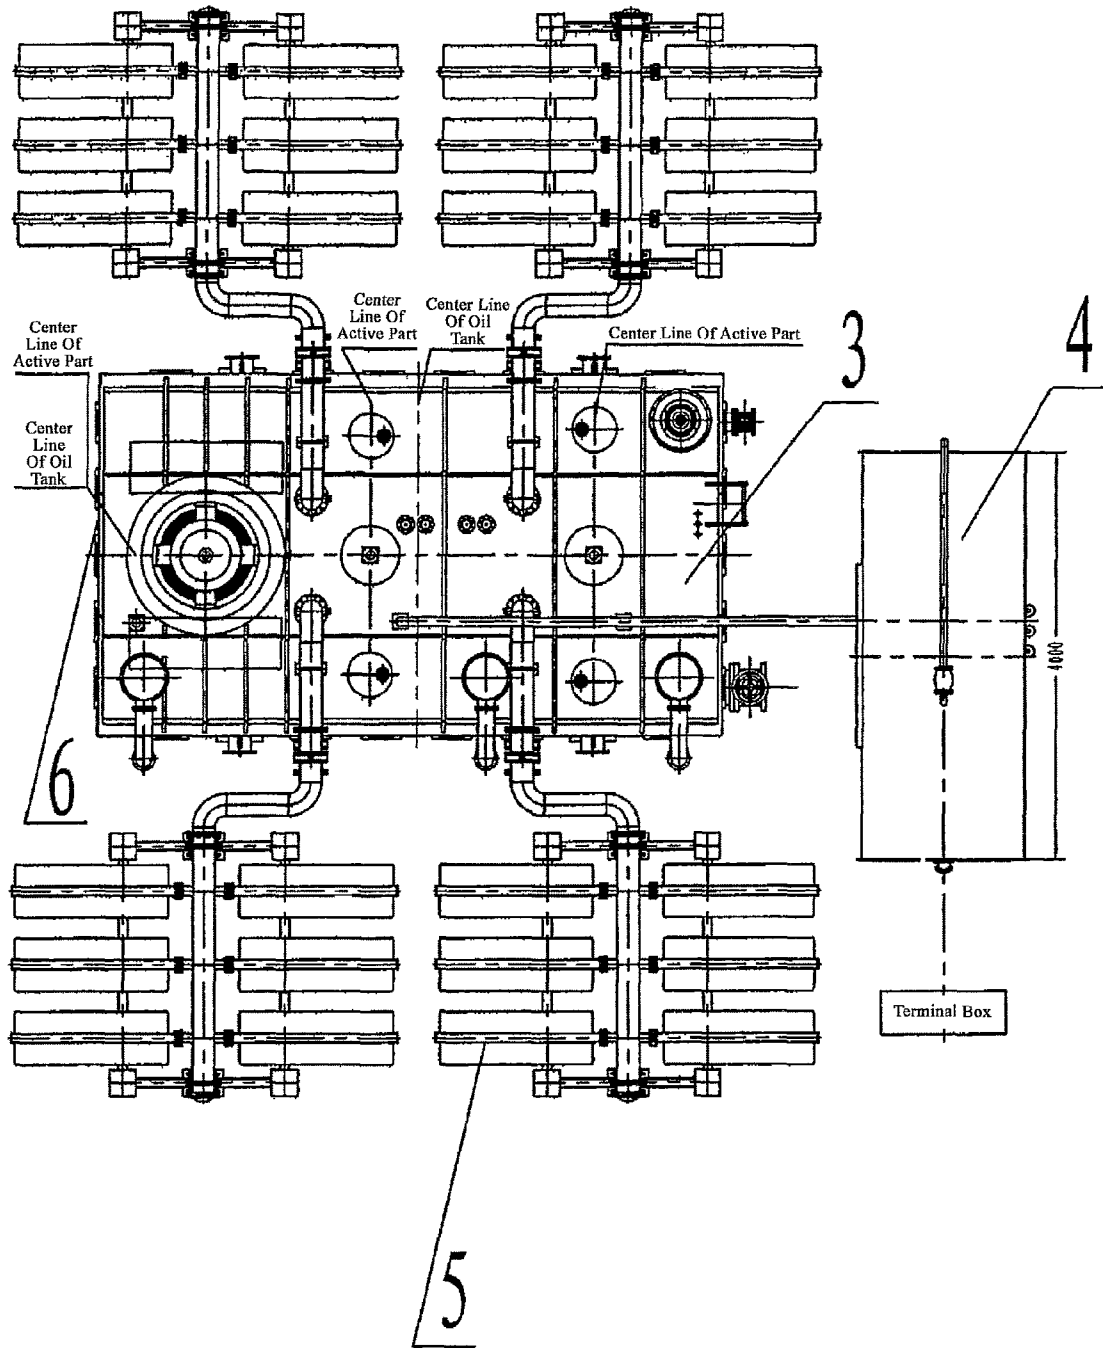 Center
Line Of
Active Part
Center
Line Of
Active Part
Center Line
Of Oil
Tank
Center Line Of Active Part
3
4
Center
Line
Of Oil
Tank
4000
6
Terminal Box
5